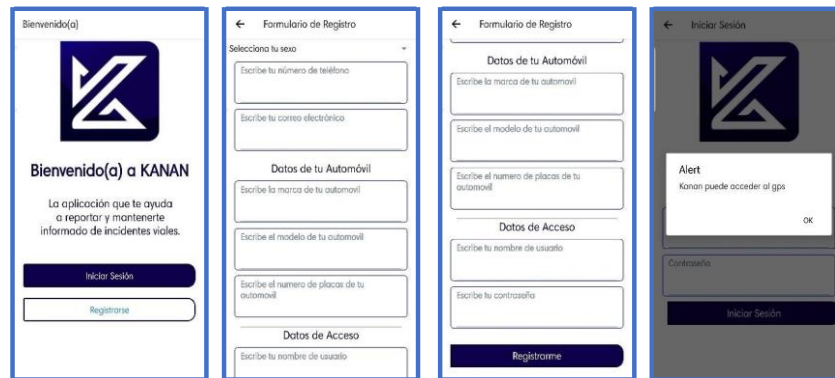 Bienvenido(a)
Bienvenido(a) a KANAN
La aplicación que te ayuda
a reportar y mantenerte
informado de incidentes viales.
Iniciar Sesión
Registrarse
Formulario de Registro
Selecciona tu sexo
Escribe tu número de teléfono
Escribe tu correo electrónico
Datos de tu Automóvil
Escribe la marca de tu automovil
Escribe el modelo de tu automovil
Escribe el numero de placas de tu
automovil
Datos de Acceso
Escribe tu nombre de usuario
Formulario de Registro
Datos de tu Automóvil
Escribe la marca de tu automovil
Escribe el modelo de tu automovil
Escribe el numero de placas de tu
automovil
Datos de Acceso
Escribe tu nombre de usuario
Escribe tu contraseña
Registrarme
Iniciar Sesión
Alert
Kanan puede acceder al gps
OK
Contraseña
Iniciar Sesión